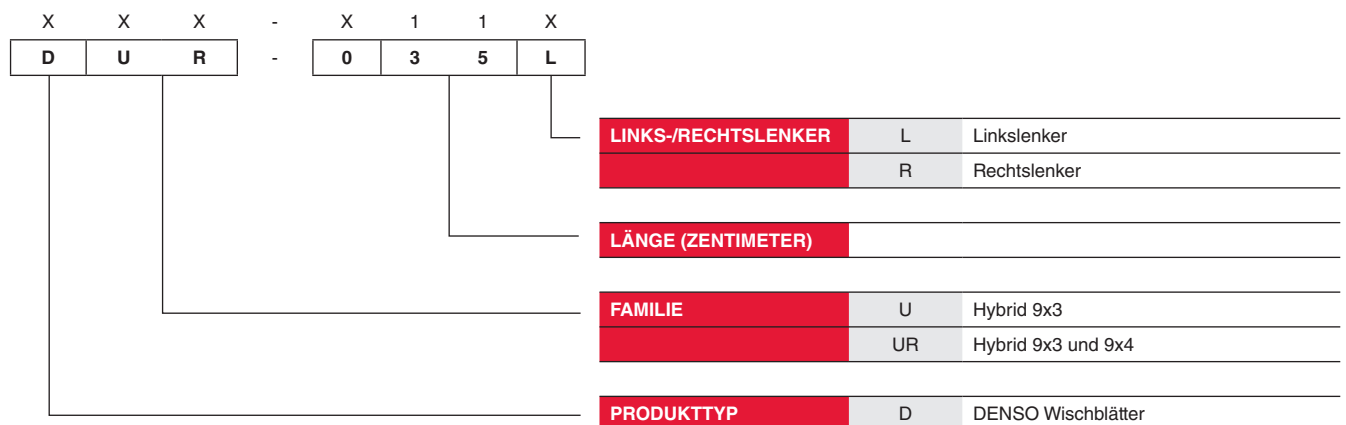 X X X - X 1 1 X
D U R - 0 3 5 L
LINKS-/RECHTSLENKER L Linkslenker
R Rechtslenker
LÄNGE (ZENTIMETER)
FAMILIE U Hybrid 9x3
UR Hybrid 9x3 und 9x4
PRODUKTTYP D DENSO Wischblätter